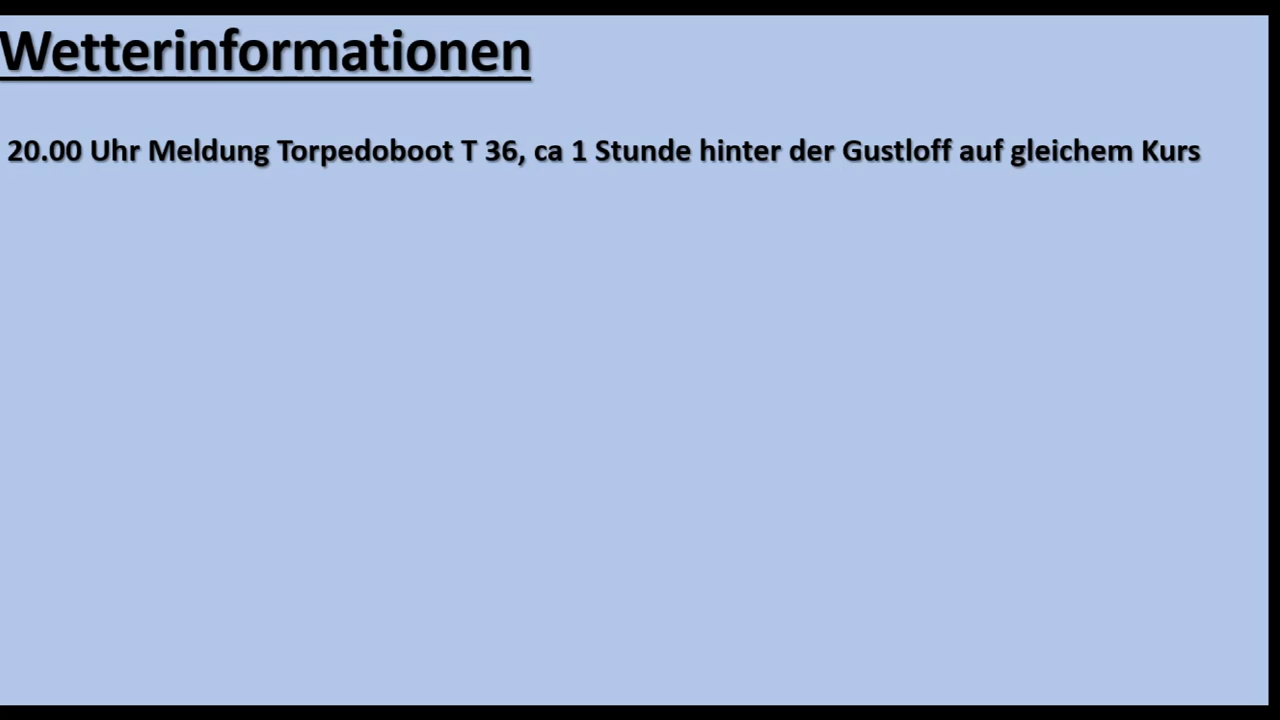 Wetterinformationen
20.00 Uhr Meldung Torpedoboot T 36, ca 1 Stunde hinter der Gustloff auf gleichem Kurs